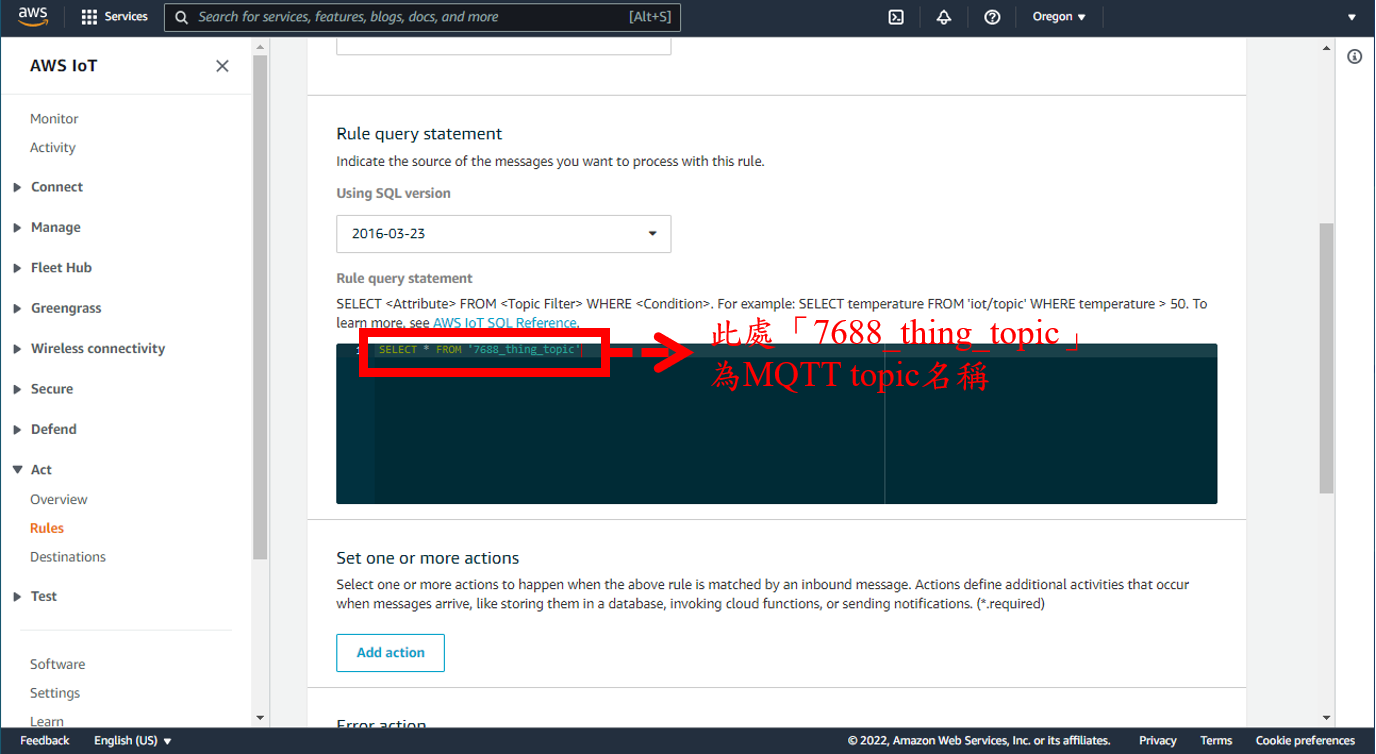 aws
Services
Search for services, features, blogs, docs, and more
[Alt+S]
Oregon
AWS IoT
Monitor
Activity
Connect
Manage
Fleet Hub
Greengrass
Wireless connectivity
Secure
Defend
Act
Overview
Rules
Destinations
Test
Software
Settings
Learn
Rule query statement
Indicate the source of the messages you want to process with this rule.
Using SQL version
2016-03-23
Rule query statement
SELECT <Attribute> FROM <Topic Filter> WHERE <Condition>. For example: SELECT temperature FROM 'iot/topic' WHERE temperature > 50. To
learn more, see AWS IoT SQL Reference.
1 SELECT * FROM '7688_thing_topic'
此處「7688_thing_topic」
為MQTT topic名稱
Set one or more actions
Select one or more actions to happen when the above rule is matched by an inbound message. Actions define additional activities that occur
when messages arrive, like storing them in a database, invoking cloud functions, or sending notifications. (*.required)
Add action
Error action
Feedback
English (US)
© 2022, Amazon Web Services, Inc. or its affiliates.
Privacy
Terms
Cookie preferences